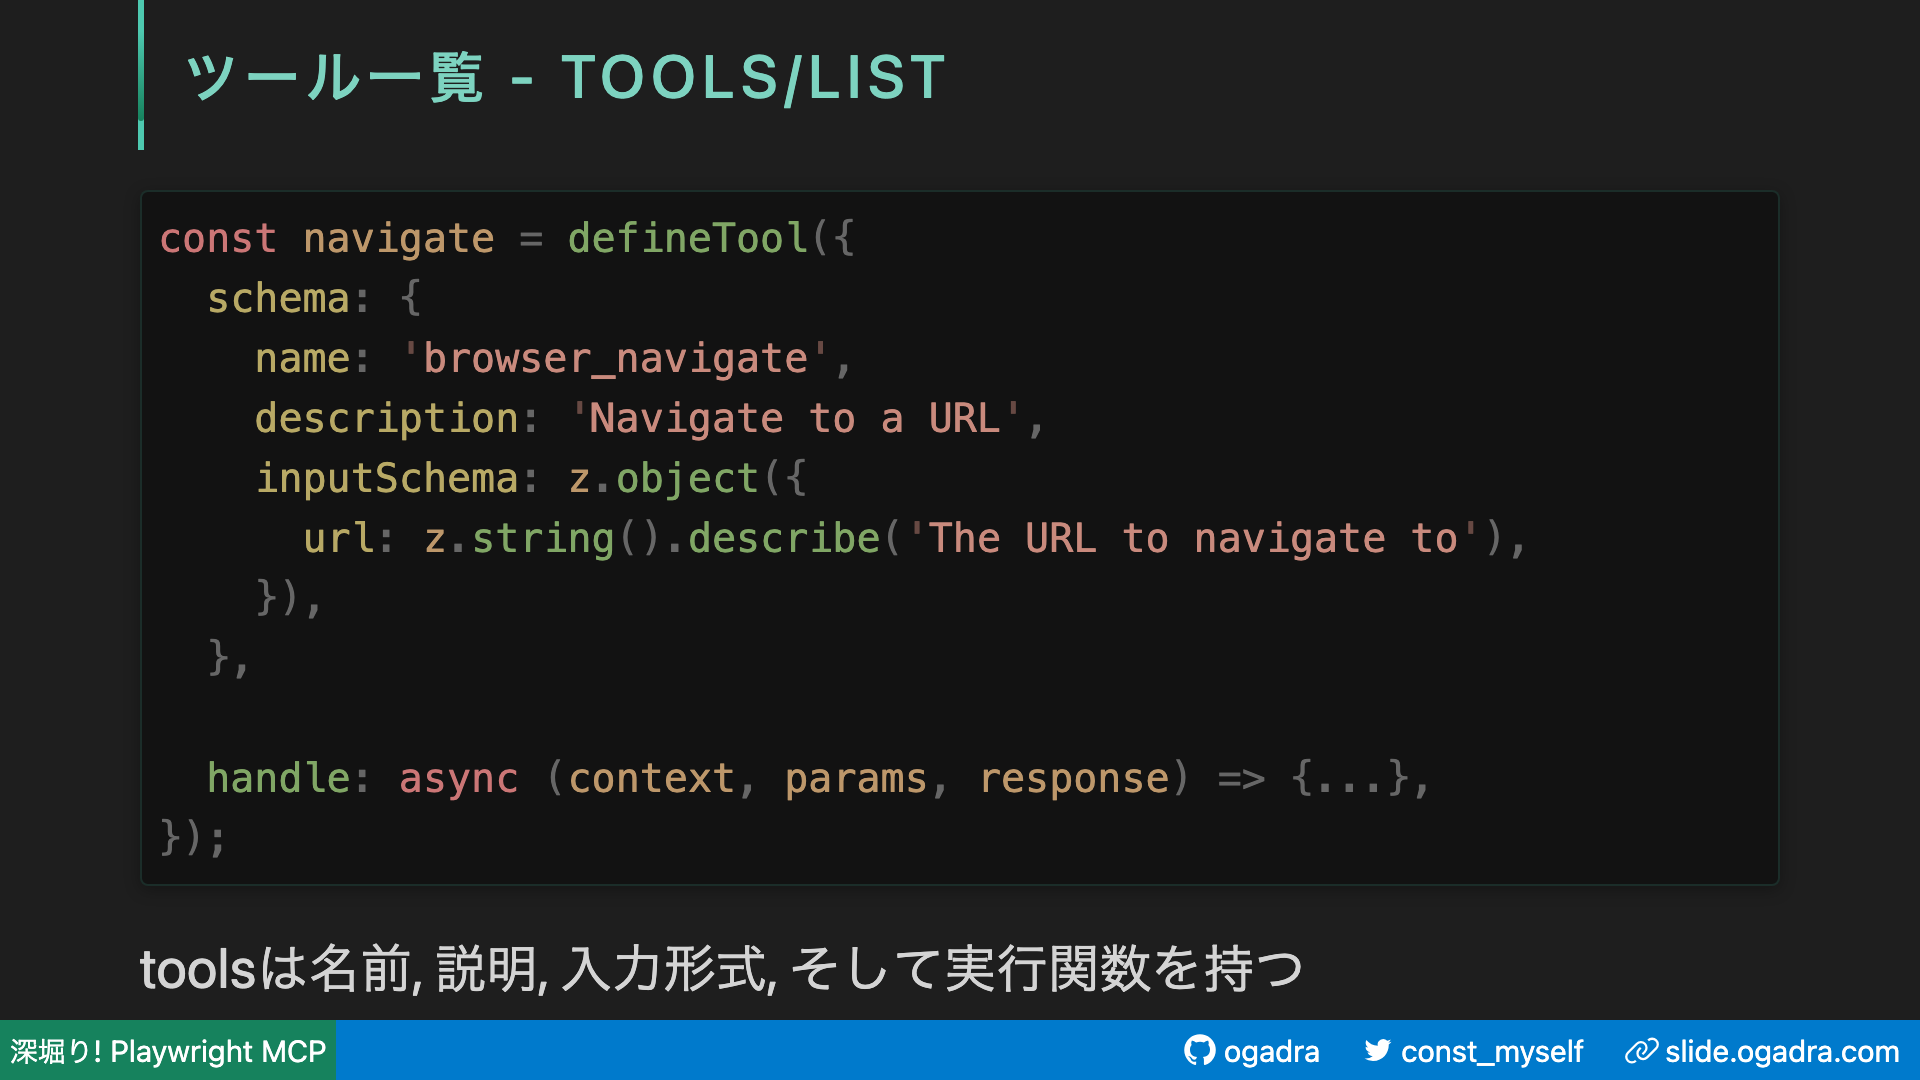 ツール一覧 - TOOLS/LIST
const navigate = defineTool({
  schema: {
    name: 'browser_navigate',
    description: 'Navigate to a URL',
    inputSchema: z.object({
      url: z.string().describe('The URL to navigate to'),
    }),
  },

  handle: async (context, params, response) => {...},
});
toolsは名前, 説明, 入力形式, そして実行関数を持つ
深堀り! Playwright MCP
ogadra
const_myself
slide.ogadra.com